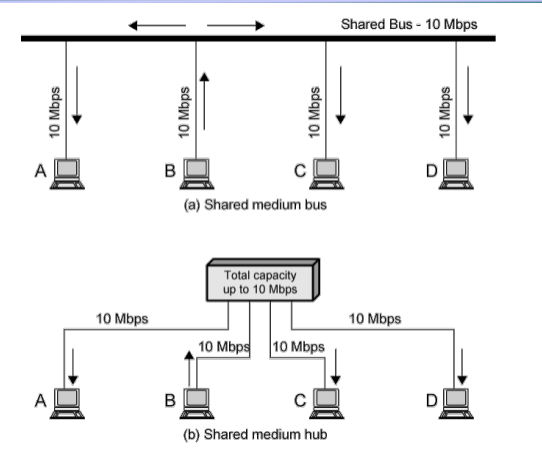 Shared Bus - 10 Mbps
10 Mbps
10 Mbps
10 Mbps
10 Mbps
A
B
C
D
(a) Shared medium bus
Total capacity
up to 10 Mbps
10 Mbps
10 Mbps
10 Mbps
10 Mbps
A
B
C
D
(b) Shared medium hub